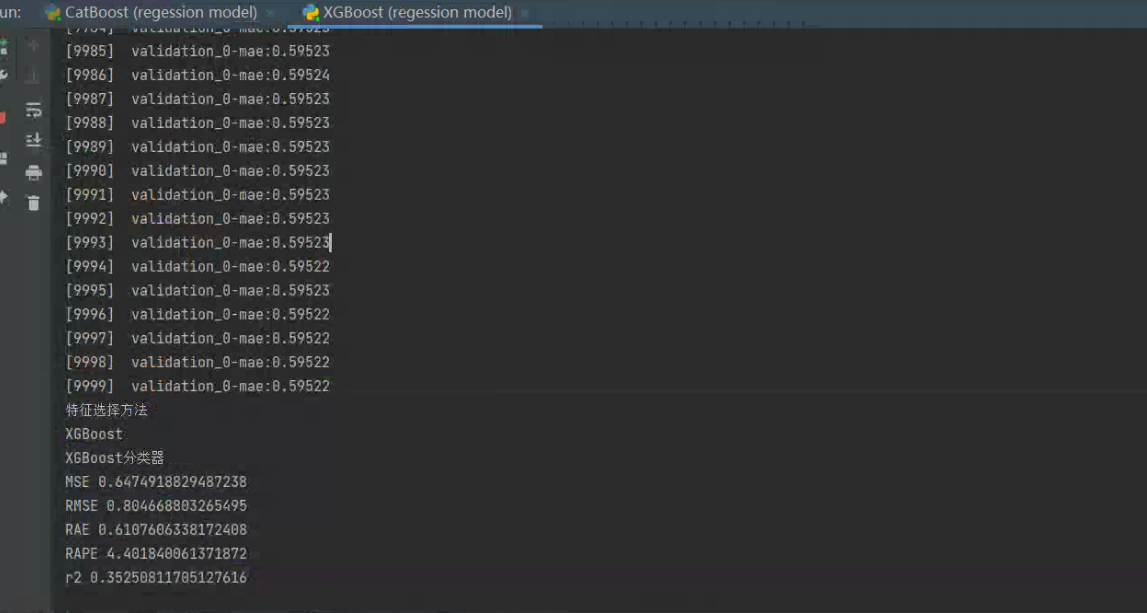 un: CatBoost (regession model) × XGBoost (regession model) ×
[9985] validation_0-mae:0.59523
[9986] validation_0-mae:0.59524
[9987] validation_0-mae:0.59523
[9988] validation_0-mae:0.59523
[9989] validation_0-mae:0.59523
[9990] validation_0-mae:0.59523
[9991] validation_0-mae:0.59523
[9992] validation_0-mae:0.59523
[9993] validation_0-mae:0.59523
[9994] validation_0-mae:0.59522
[9995] validation_0-mae:0.59523
[9996] validation_0-mae:0.59522
[9997] validation_0-mae:0.59522
[9998] validation_0-mae:0.59522
[9999] validation_0-mae:0.59522
特征选择方法
XGBoost
XGBoost分类器
MSE 0.6474918829487238
RMSE 0.804668803265495
RAE 0.6107606338172408
RAPE 4.401840061371872
r2 0.35250811705127616